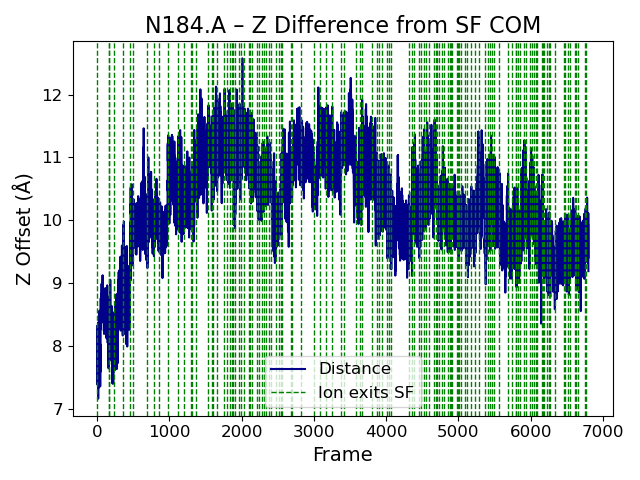 N184.A – Z Difference from SF COM
Z Offset (Å)
12
11
10
9
8
7
Distance
Ion exits SF
0 1000 2000 3000 4000 5000 6000 7000
Frame